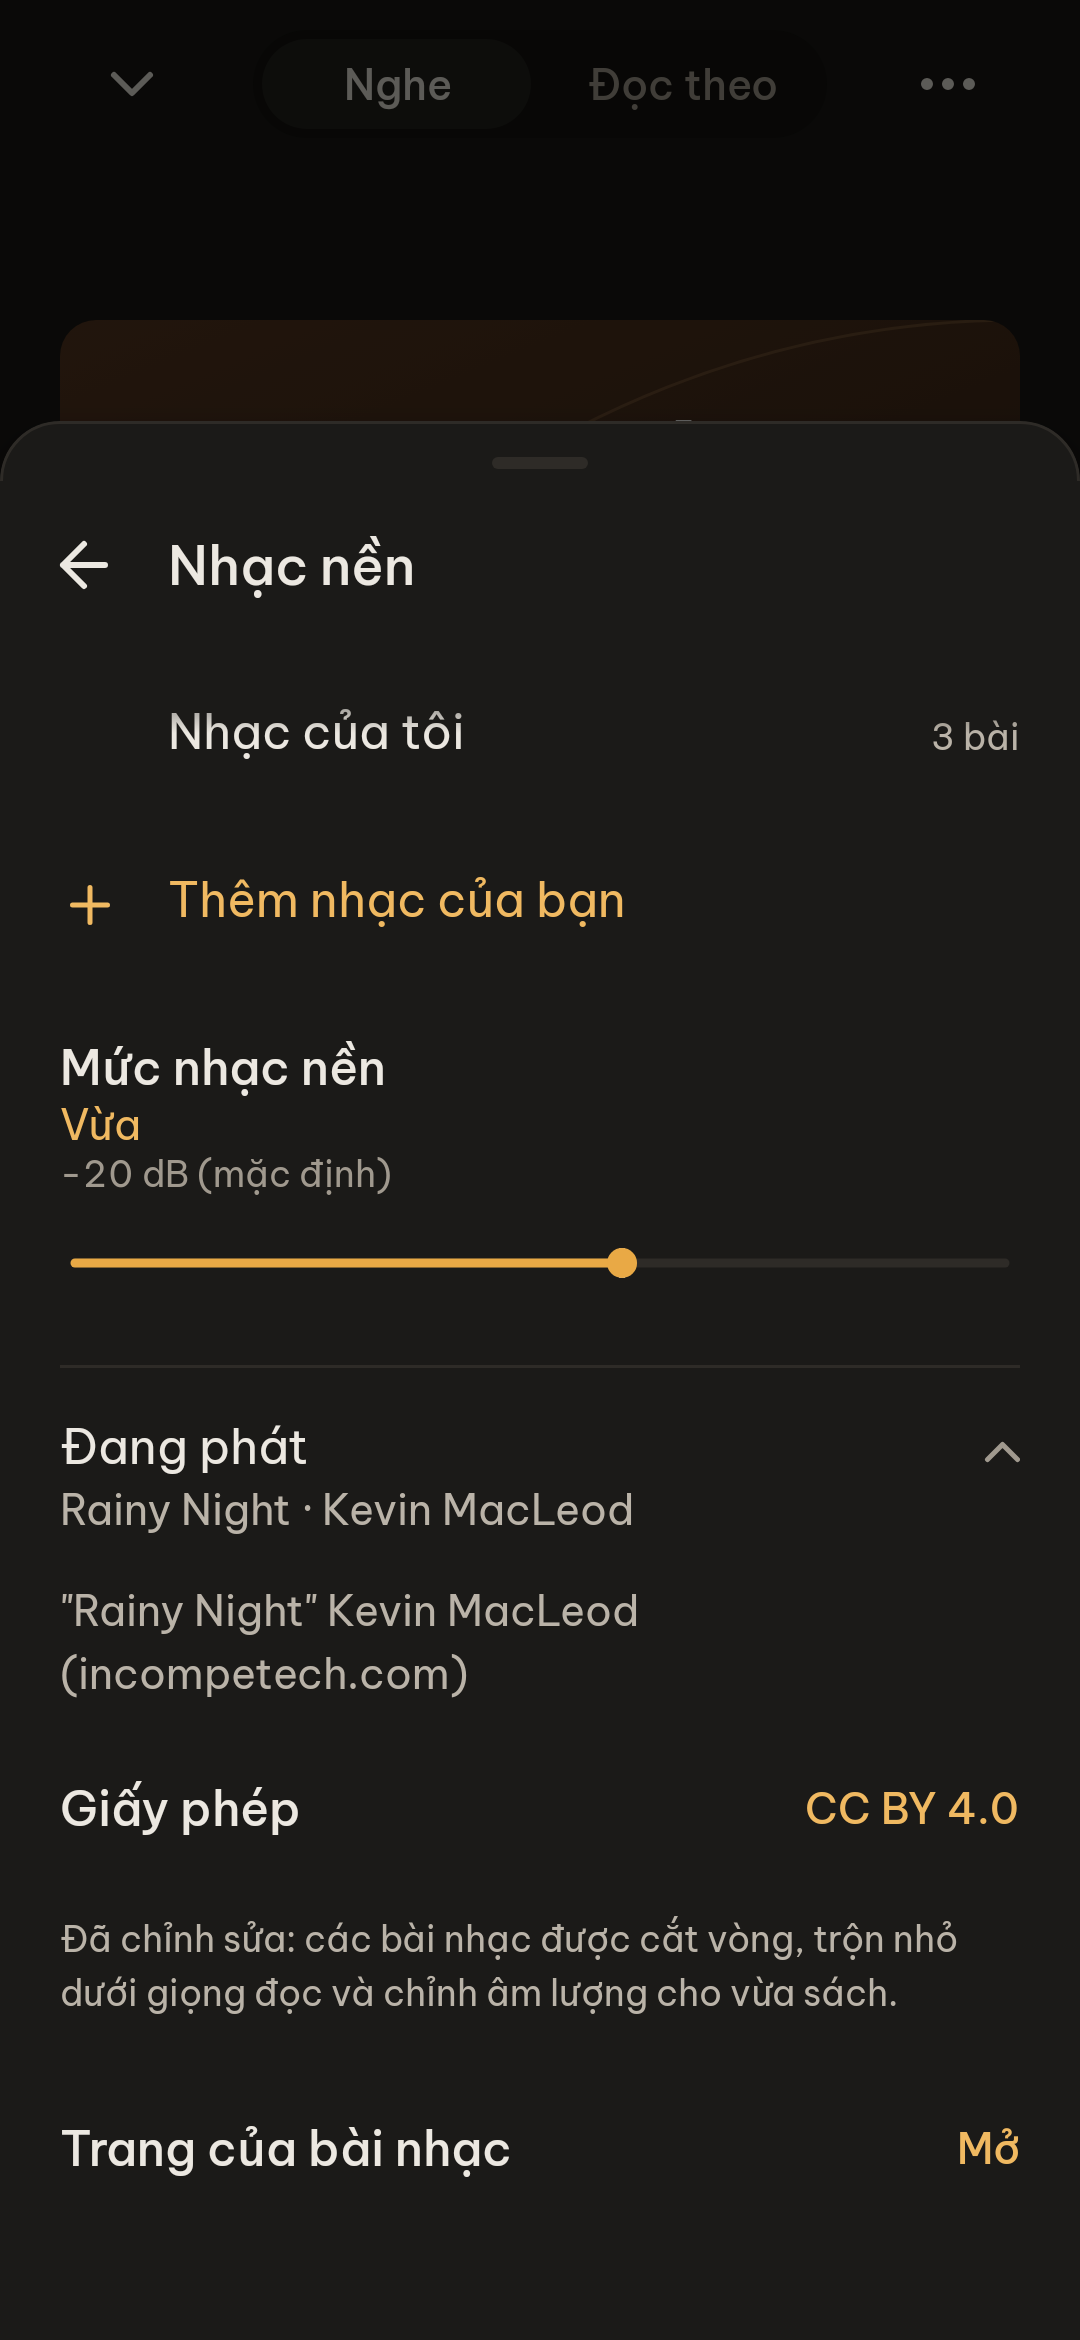 Nghe
Đọc theo
Nhạc nền
Nhạc của tôi
3 bài
Thêm nhạc của bạn
Mức nhạc nền
Vừa
−20 dB (mặc định)
Đang phát
Rainy Night · Kevin MacLeod
"Rainy Night" Kevin MacLeod
(incompetech.com)
Giấy phép
CC BY 4.0
Đã chỉnh sửa: các bài nhạc được cắt vòng, trộn nhỏ
dưới giọng đọc và chỉnh âm lượng cho vừa sách.
Trang của bài nhạc
Mở